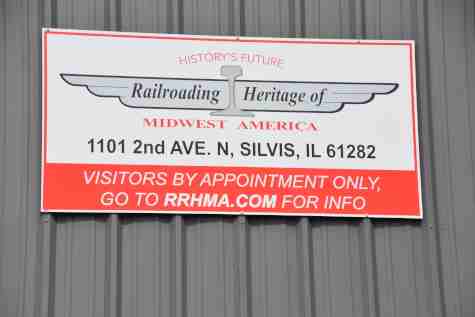 HISTORY'S FUTURE
Railroading Heritage of
MIDWEST AMERICA
1101 2nd AVE. N, SILVIS, IL 61282
VISITORS BY APPOINTMENT ONLY,
GO TO RRHMA.COM FOR INFO